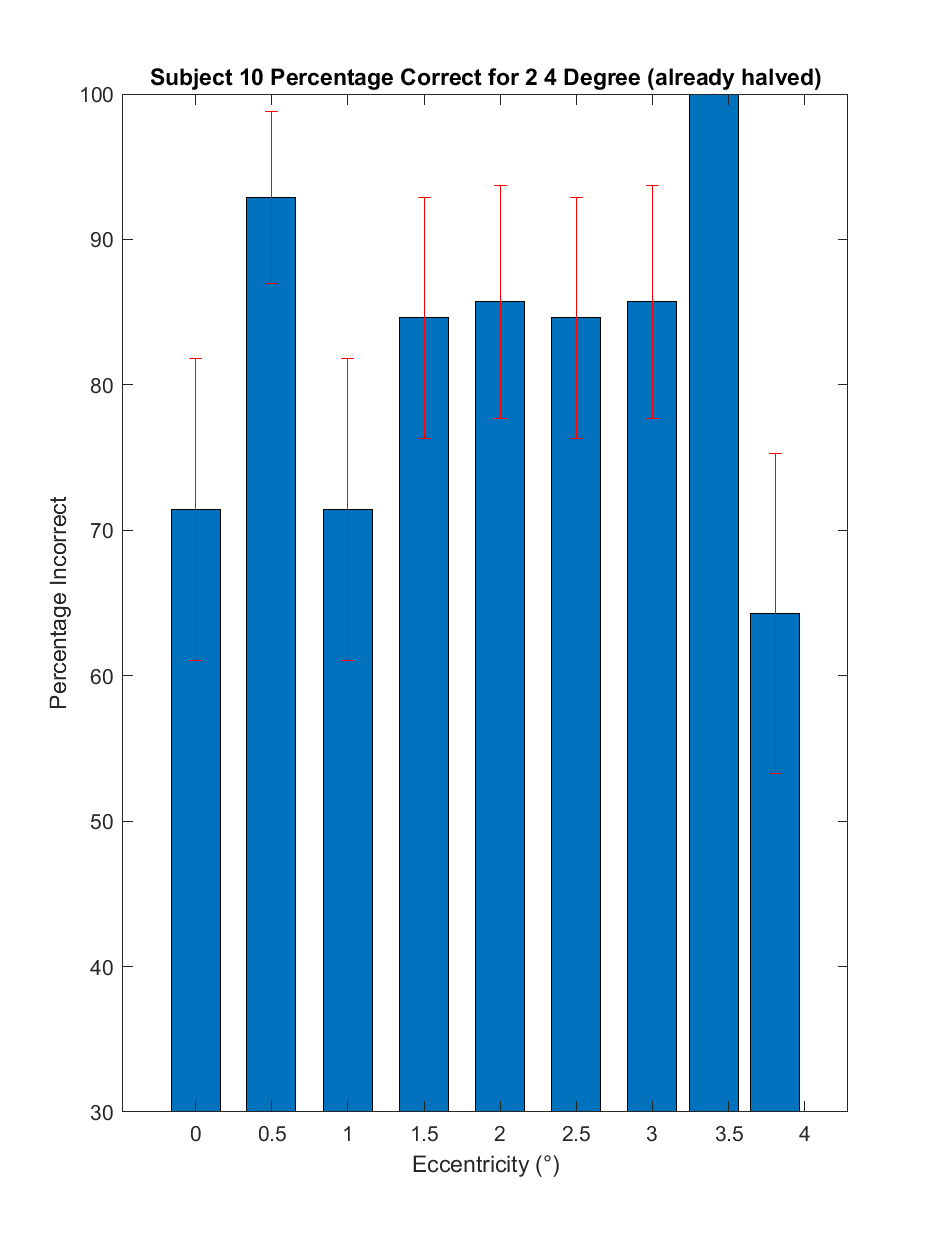 Subject 10 Percentage Correct for 2 4 Degree (already halved)
100
90
80
70
60
50
40
30
Percentage Incorrect
0 0.5 1 1.5 2 2.5 3 3.5 4
Eccentricity (°)